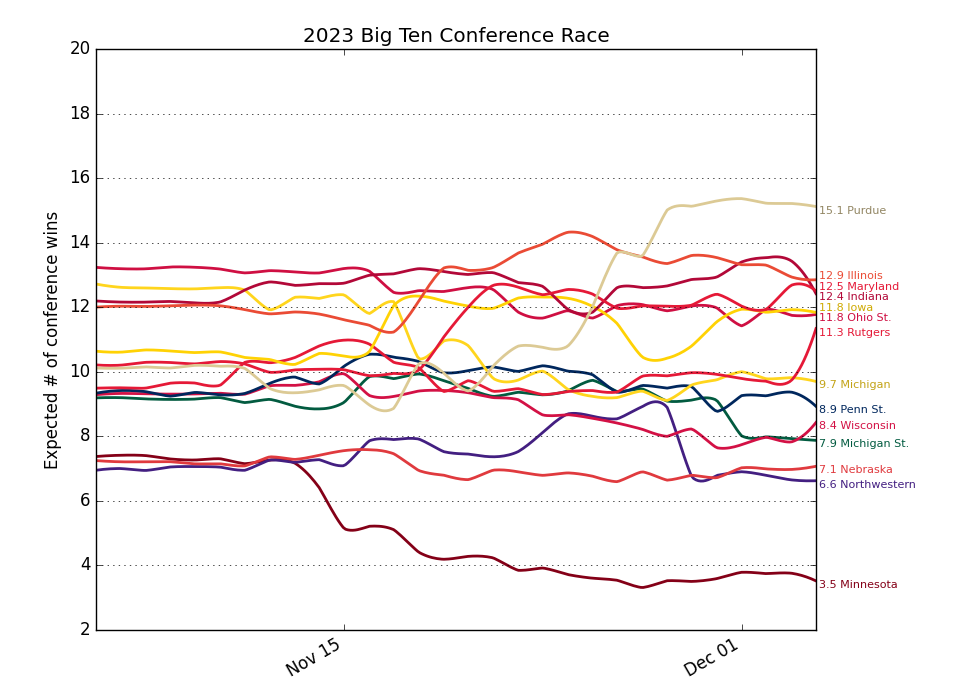 2023 Big Ten Conference Race
Expected # of conference wins
20
18
16
14
12
10
8
6
4
2
15.1 Purdue
12.9 Illinois
12.5 Maryland
12.4 Indiana
11.8 Iowa
11.8 Ohio St.
11.3 Rutgers
9.7 Michigan
8.9 Penn St.
8.4 Wisconsin
7.9 Michigan St.
7.1 Nebraska
6.6 Northwestern
3.5 Minnesota
Nov 15
Dec 01